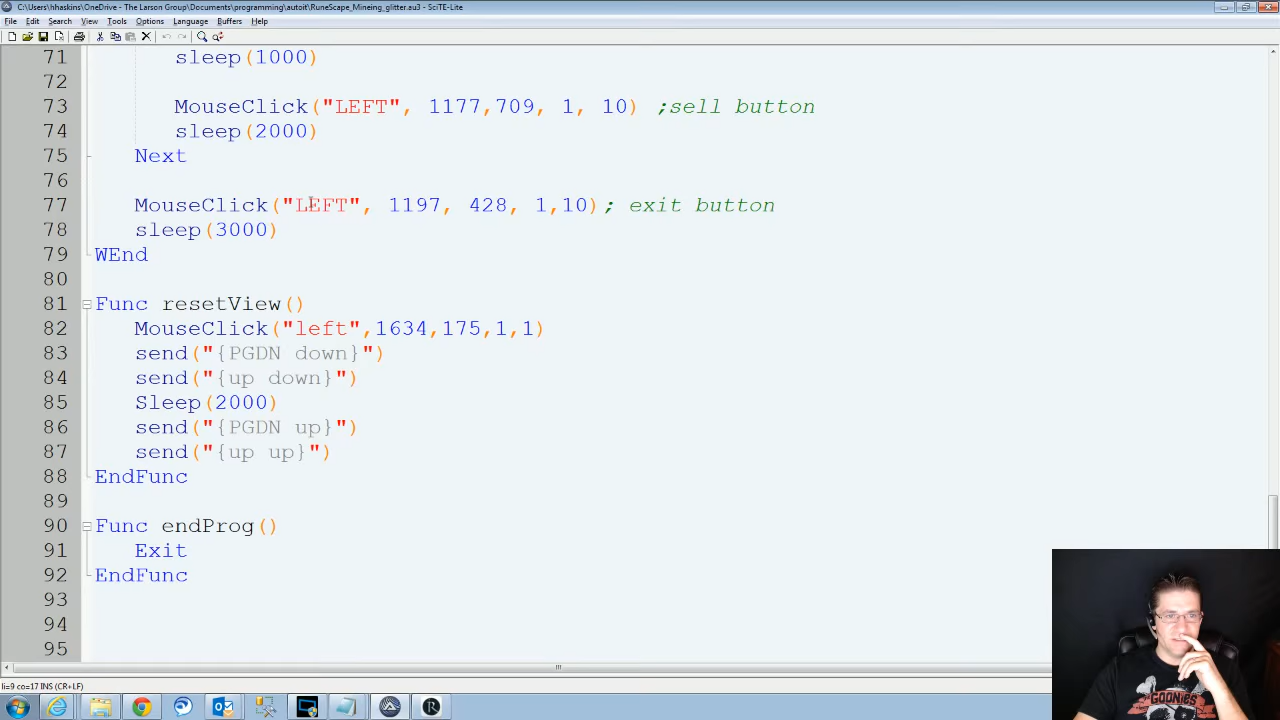 C:\Users\hhaskins\OneDrive - The Larson Group\Documents\programming\autoit\RuneScape_Mineing_glitter.au3 - SciTE-Lite
File Edit Search View Tools Options Language Buffers Help
71 sleep(1000)
72
73 MouseClick("LEFT", 1177,709, 1, 10) ;sell button
74 sleep(2000)
75 Next
76
77 MouseClick("LEFT", 1197, 428, 1,10); exit button
78 sleep(3000)
79 WEnd
80
81 Func resetView()
82 MouseClick("left",1634,175,1,1)
83 send("{PGDN down}")
84 send("{up down}")
85 Sleep(2000)
86 send("{PGDN up}")
87 send("{up up}")
88 EndFunc
89
90 Func endProg()
91 Exit
92 EndFunc
93
94
95
li=9 co=17 INS (CR+LF)
GOONIES